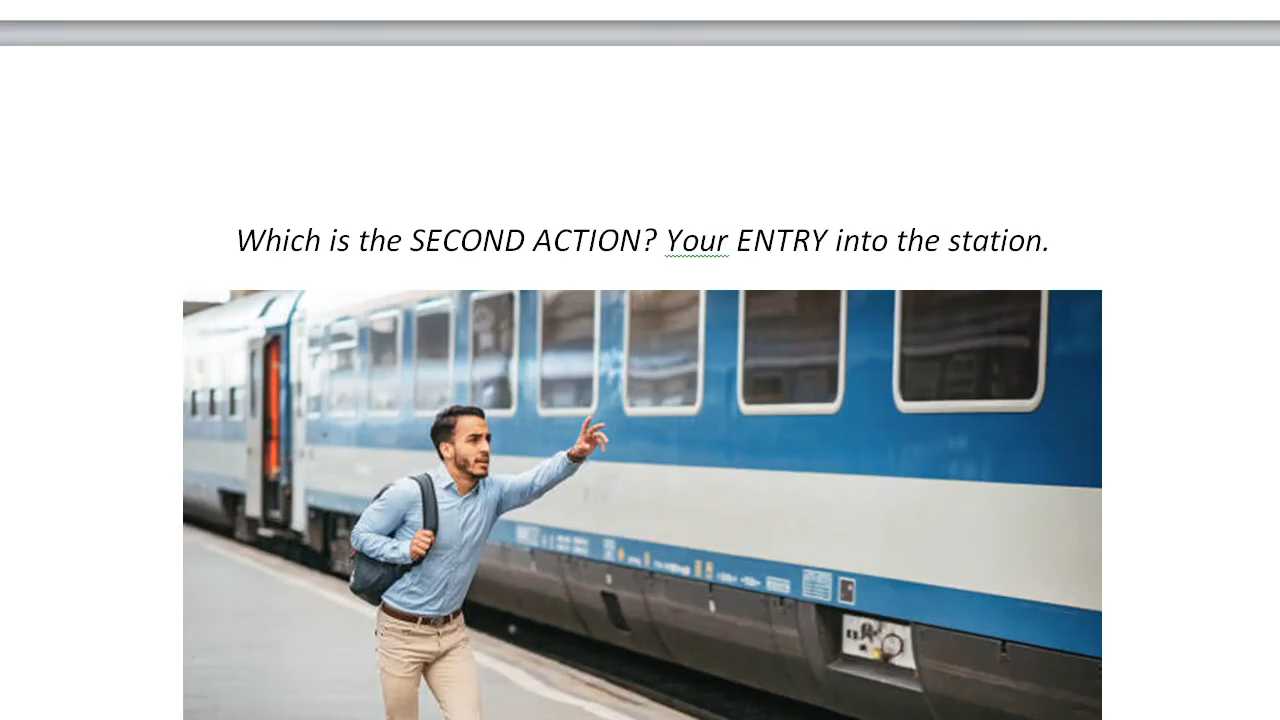 Which is the SECOND ACTION? Your ENTRY into the station.